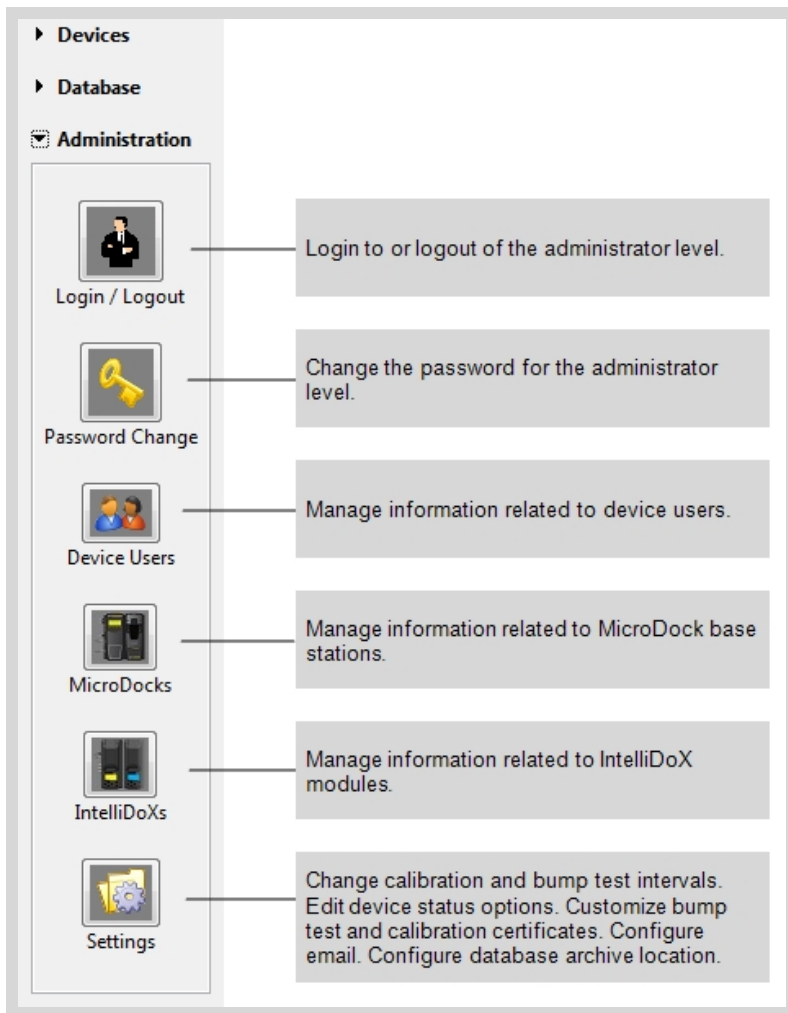 Devices
Database
Administration
Login / Logout
Login to or logout of the administrator level.
Password Change
Change the password for the administrator
level.
Device Users
Manage information related to device users.
MicroDocks
Manage information related to MicroDock base
stations.
IntelliDoXs
Manage information related to IntelliDoX
modules.
Settings
Change calibration and bump test intervals.
Edit device status options. Customize bump
test and calibration certificates. Configure
email. Configure database archive location.